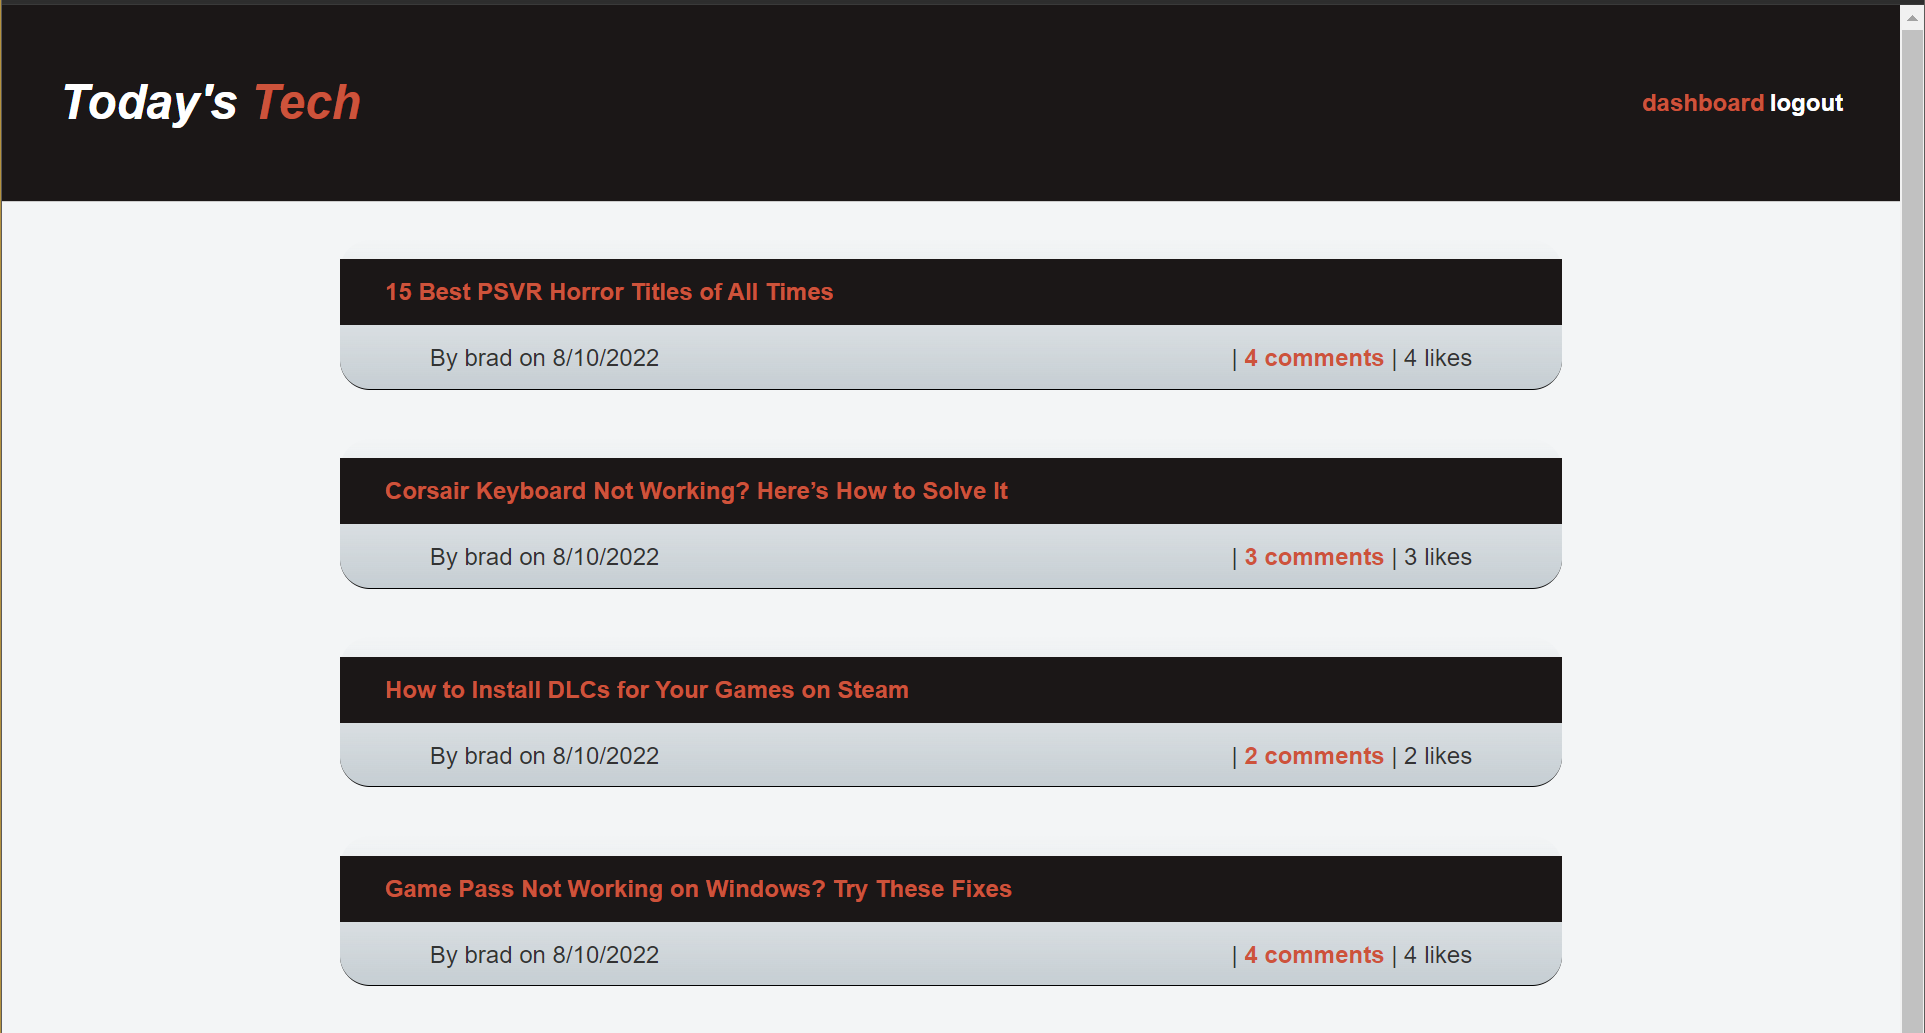 Today's Tech
dashboard logout
15 Best PSVR Horror Titles of All Times
By brad on 8/10/2022 | 4 comments | 4 likes
Corsair Keyboard Not Working? Here’s How to Solve It
By brad on 8/10/2022 | 3 comments | 3 likes
How to Install DLCs for Your Games on Steam
By brad on 8/10/2022 | 2 comments | 2 likes
Game Pass Not Working on Windows? Try These Fixes
By brad on 8/10/2022 | 4 comments | 4 likes